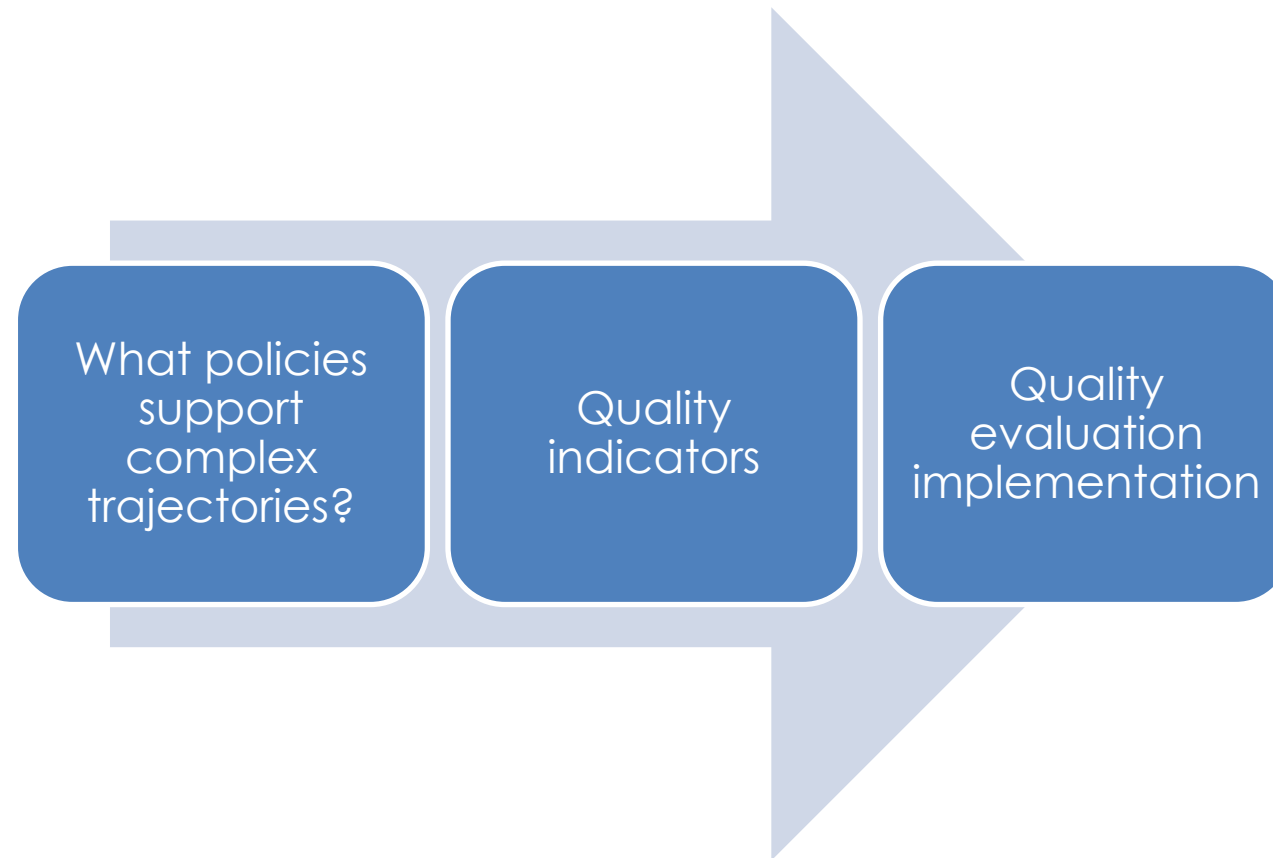 What policies
support
complex
trajectories?
Quality
indicators
Quality
evaluation
implementation